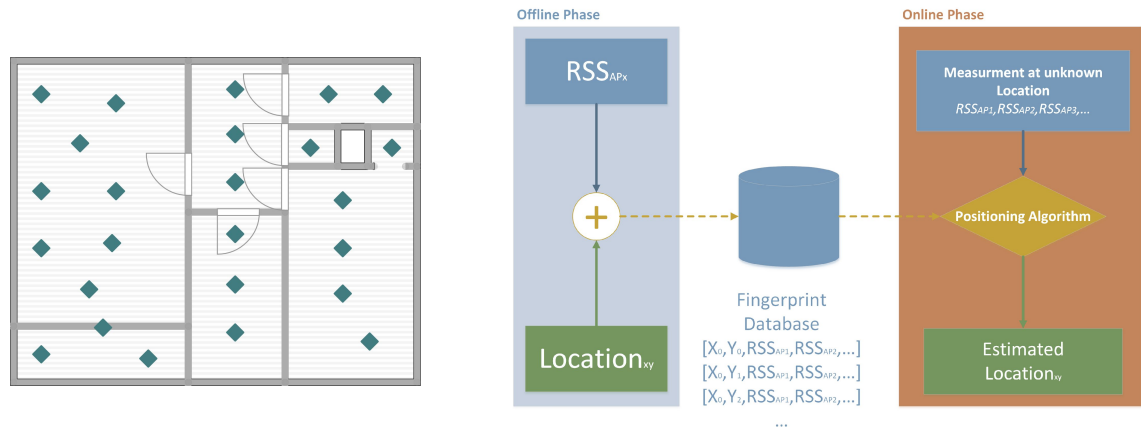 Offline Phase
RSSAPx
+
Locationxy
Fingerprint
Database
[X0,Y0,RSSAP1,RSSAP2,...]
[X0,Y1,RSSAP1,RSSAP2,...]
[X0,Y2,RSSAP1,RSSAP2,...]
...
Online Phase
Measurment at unknown
Location
RSSAP1,RSSAP2,RSSAP3,...
Positioning Algorithm
Estimated
Locationxy